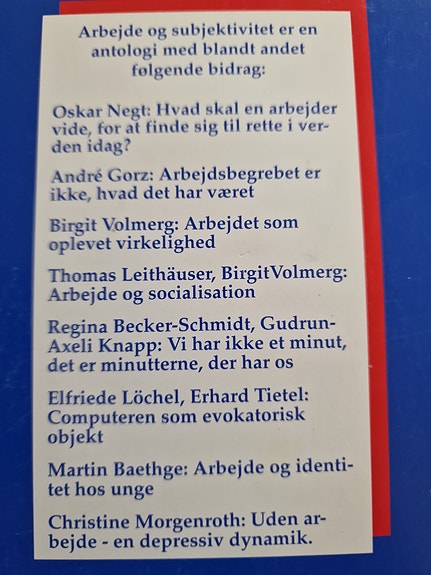 Arbejde og subjektivitet er en
antologi med blandt andet
følgende bidrag:
Oskar Negt: Hvad skal en arbejder
vide, for at finde sig til rette i ver-
den idag?
André Gorz: Arbejdsbegrebet er
ikke, hvad det har været
Birgit Volmerg: Arbejdet som
oplevet virkelighed
Thomas Leithäuser, BirgitVolmerg:
Arbejde og socialisation
Regina Becker-Schmidt, Gudrun-
Axeli Knapp: Vi har ikke et minut,
det er minutterne, der har os
Elfriede Löchel, Erhard Tietel:
Computeren som evokatorisk
objekt
Martin Baethge: Arbejde og identi-
tet hos unge
Christine Morgenroth: Uden ar-
bejde - en depressiv dynamik.